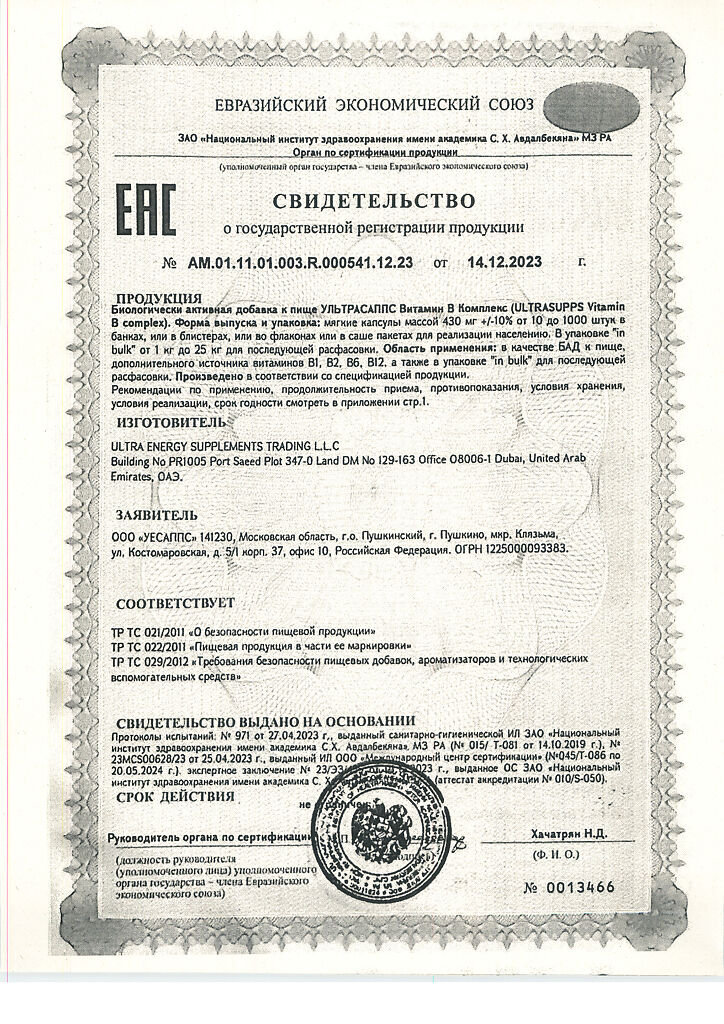 ЕВРАЗИЙСКИЙ ЭКОНОМИЧЕСКИЙ СОЮЗ
ЗАО «Национальный институт здравоохранения имени академика С. Х. Авдалбекяна» МЗ РА
Орган по сертификации продукции
(уполномоченный орган государства – члена Евразийского экономического союза)
EAC
СВИДЕТЕЛЬСТВО
о государственной регистрации продукции
№ AM.01.11.01.003.R.000541.12.23 от 14.12.2023 г.
ПРОДУКЦИЯ
Биологически активная добавка к пище УЛЬТРАСАППС Витамин В Комплекс (ULTRASUPPS Vitamin
B complex). Форма выпуска и упаковка: мягкие капсулы массой 430 мг +/-10% от 10 до 1000 штук в
банках, или в блистерах, или во флаконах или в саше пакетах для реализации населению. В упаковке "in
bulk" от 1 кг до 25 кг для последующей расфасовки. Область применения: в качестве БАД к пище,
дополнительного источника витаминов В1, В2, В6, В12, а также в упаковке "in bulk" для последующей
расфасовки. Произведено в соответствии со спецификацией продукции.
Рекомендации по применению, продолжительность приема, противопоказания, условия хранения,
условия реализации, срок годности смотреть в приложении стр.1.
ИЗГОТОВИТЕЛЬ
ULTRA ENERGY SUPPLEMENTS TRADING L.L.C
Building No PR1005 Port Saeed Plot 347-0 Land DM No 129-163 Office O8006-1 Dubai, United Arab
Emirates, ОАЭ.
ЗАЯВИТЕЛЬ
ООО «УЕСАППС» 141230, Московская область, г.о. Пушкинский, г. Пушкино, мкр. Клязьма,
ул. Костомаровская, д. 5/1 корп. 37, офис 10, Российская Федерация. ОГРН 1225000093383.
СООТВЕТСТВУЕТ
ТР ТС 021/2011 «О безопасности пищевой продукции»
ТР ТС 022/2011 «Пищевая продукция в части ее маркировки»
ТР ТС 029/2012 «Требования безопасности пищевых добавок, ароматизаторов и технологических
вспомогательных средств»
СВИДЕТЕЛЬСТВО ВЫДАНО НА ОСНОВАНИИ
Протоколы испытаний: № 971 от 27.04.2023 г., выданный санитарно-гигиенической ИЛ ЗАО «Национальный
институт здравоохранения имени академика С.Х. Авдалбекяна» МЗ РА (№ 015/ Т-081 от 14.10.2019 г.), №
23MCS00628/23 от 25.04.2023 г., выданный ИЛ ООО «Международный центр сертификации» (№045/Т-086 по
20.05.2024 г.). экспертное заключение № 23/ЭЗ 2023 г., выданное ОС ЗАО «Национальный
институт здравоохранения имени академика С. Х. (аттестат аккредитации № 010/S-050).
СРОК ДЕЙСТВИЯ
не
Руководитель органа по сертификации Хачатрян Н.Д.
(должность руководителя (Ф. И. О.)
(уполномоченного лица) уполномоченного
органа государства – члена Евразийского
экономического союза)
№ 0013466